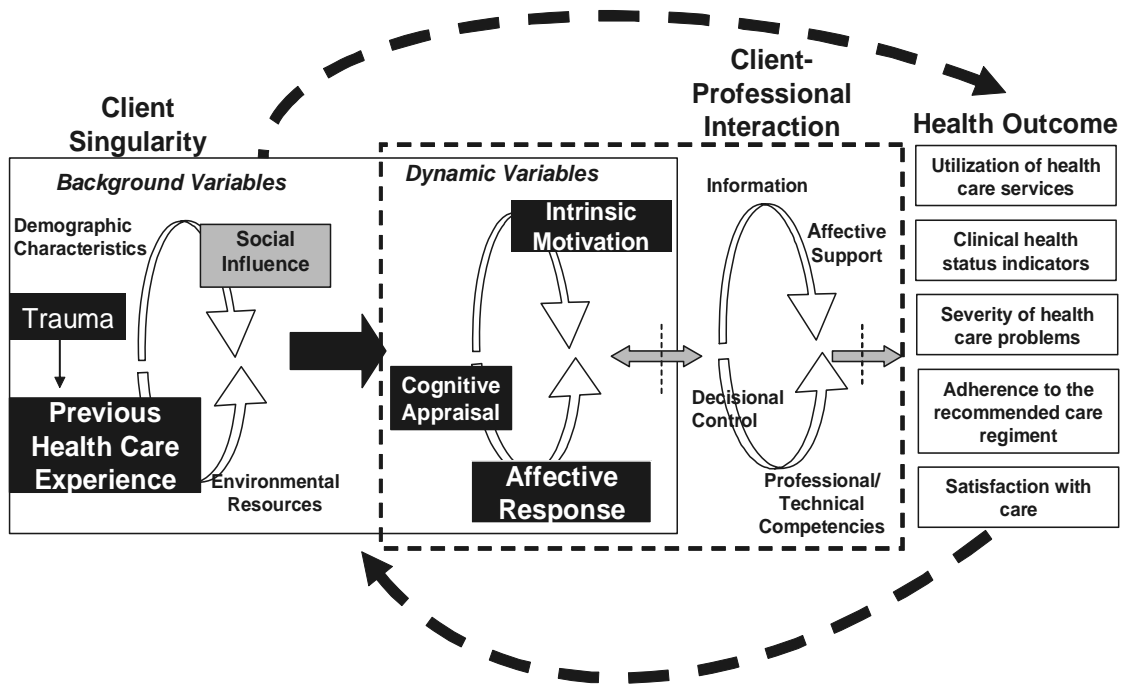 Client
Singularity
Client-
Professional
Interaction
Health Outcome
Background Variables
Demographic
Characteristics
Social
Influence
Trauma
Previous
Health Care
Experience
Environmental
Resources
Dynamic Variables
Intrinsic
Motivation
Cognitive
Appraisal
Affective
Response
Information
Affective
Support
Decisional
Control
Professional/
Technical
Competencies
Utilization of health
care services
Clinical health
status indicators
Severity of health
care problems
Adherence to the
recommended care
regiment
Satisfaction with
care